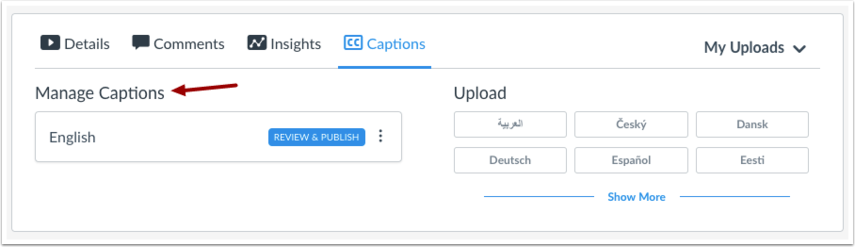 Details
Comments
Insights
CC Captions
My Uploads
Manage Captions
English
REVIEW & PUBLISH
Upload
العربية
Český
Dansk
Deutsch
Español
Eesti
Show More